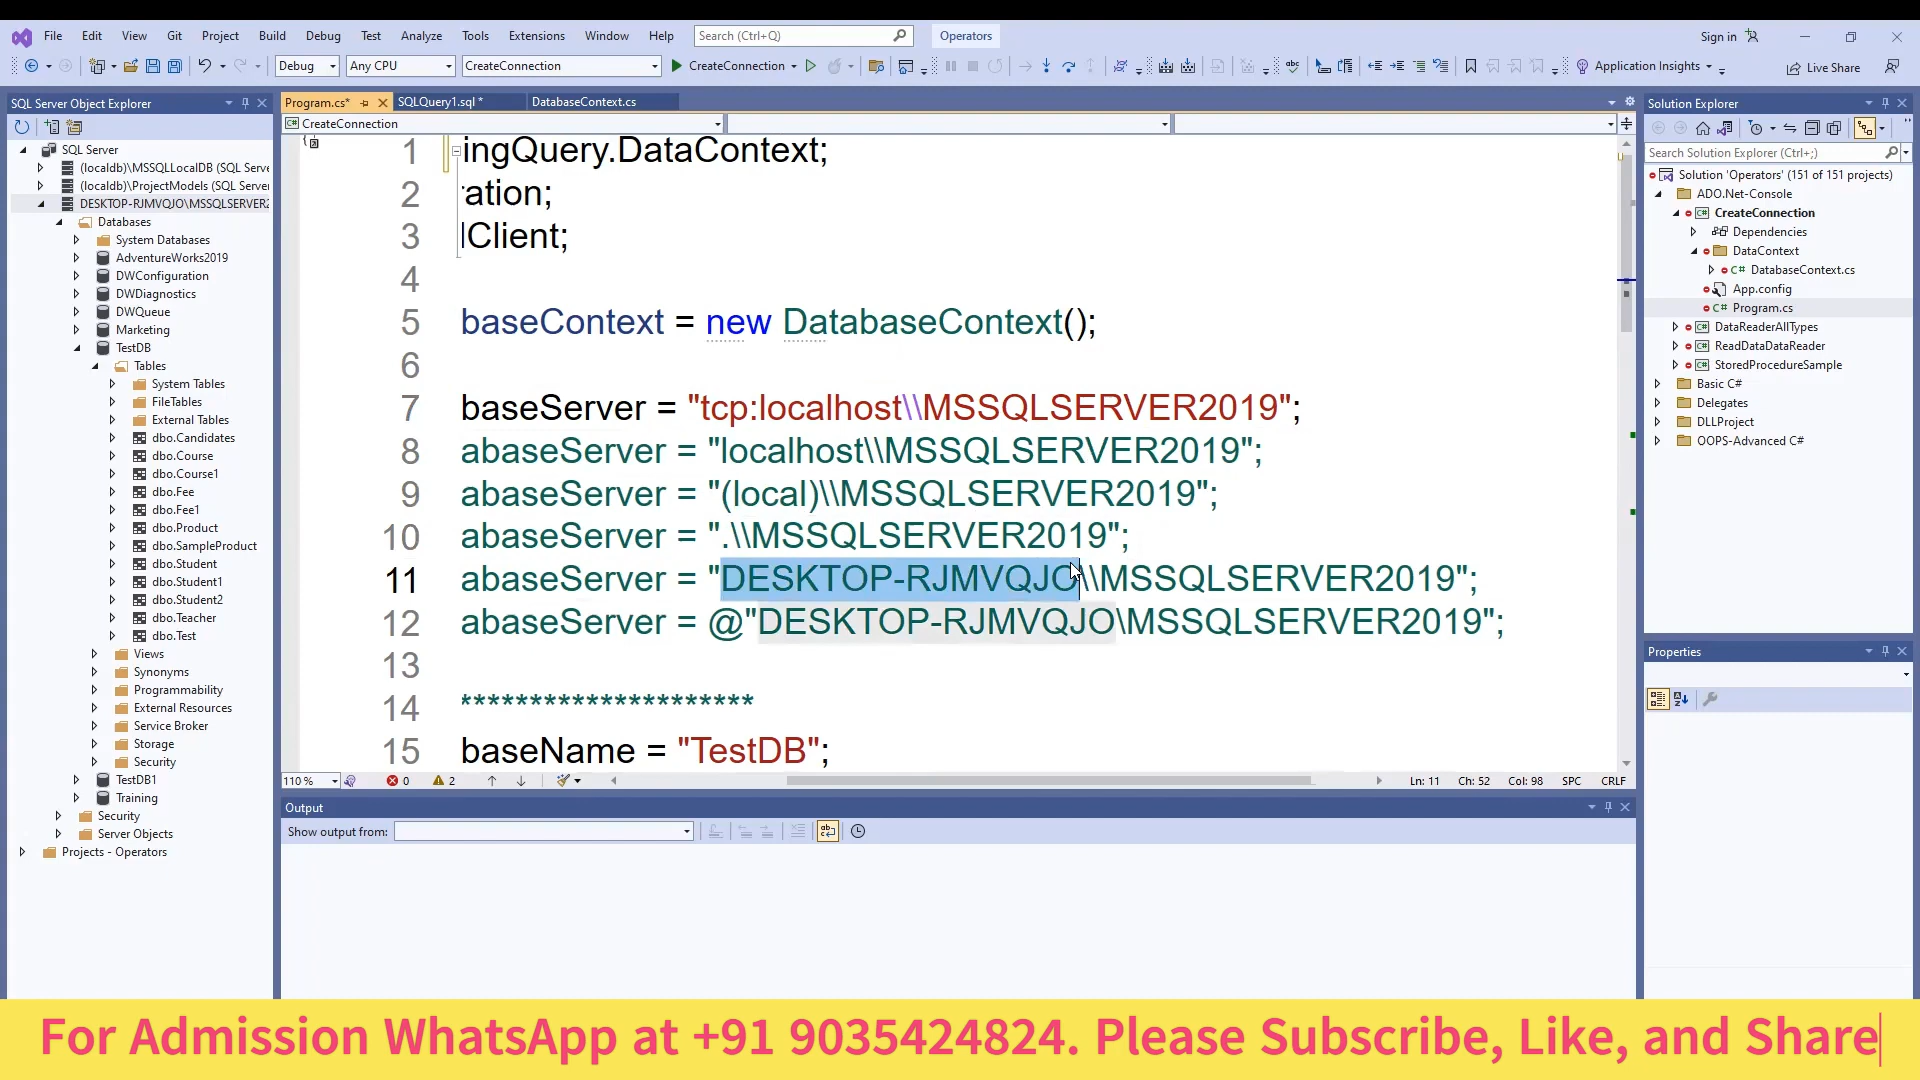 File Edit View Git Project Build Debug Test Analyze Tools Extensions Window Help Search (Ctrl+Q) Operators Sign in
Debug Any CPU CreateConnection CreateConnection Application Insights Live Share
SQL Server Object Explorer
SQL Server
(localdb)\MSSQLLocalDB (SQL Serve
(localdb)\ProjectModels (SQL Server
DESKTOP-RJMVQJO\MSSQLSERVER2
Databases
System Databases
AdventureWorks2019
DWConfiguration
DWDiagnostics
DWQueue
Marketing
TestDB
Tables
System Tables
FileTables
External Tables
dbo.Candidates
dbo.Course
dbo.Course1
dbo.Fee
dbo.Fee1
dbo.Product
dbo.SampleProduct
dbo.Student
dbo.Student1
dbo.Student2
dbo.Teacher
dbo.Test
Views
Synonyms
Programmability
External Resources
Service Broker
Storage
Security
TestDB1
Training
Security
Server Objects
Projects - Operators
Program.cs* SQLQuery1.sql * DatabaseContext.cs
CreateConnection
1 ingQuery.DataContext;
2 ration;
3 lClient;
4
5 baseContext = new DatabaseContext();
6
7 baseServer = "tcp:localhost\\MSSQLSERVER2019";
8 abaseServer = "localhost\\MSSQLSERVER2019";
9 abaseServer = "(local)\\MSSQLSERVER2019";
10 abaseServer = ".\\MSSQLSERVER2019";
11 abaseServer = "DESKTOP-RJMVQJO\\MSSQLSERVER2019";
12 abaseServer = @"DESKTOP-RJMVQJO\MSSQLSERVER2019";
13
14 *********************
15 baseName = "TestDB";
110 % 0 2 Ln: 11 Ch: 52 Col: 98 SPC CRLF
Output
Show output from:
Solution Explorer
Search Solution Explorer (Ctrl+;)
Solution 'Operators' (151 of 151 projects)
ADO.Net-Console
CreateConnection
Dependencies
DataContext
C# DatabaseContext.cs
App.config
C# Program.cs
DataReaderAllTypes
ReadDataDataReader
StoredProcedureSample
Basic C#
Delegates
DLLProject
OOPS-Advanced C#
Properties
For Admission WhatsApp at +91 9035424824. Please Subscribe, Like, and Share